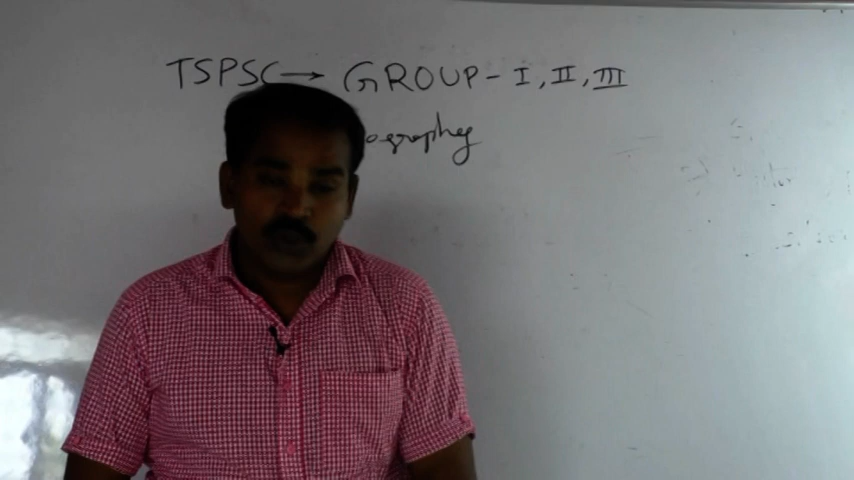 TSPSC → GROUP - I, II, III
ography